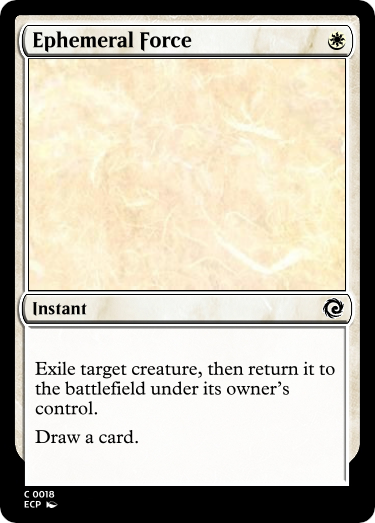 Ephemeral Force
Instant
Exile target creature, then return it to
the battlefield under its owner's
control.
Draw a card.
C 0018
ECP